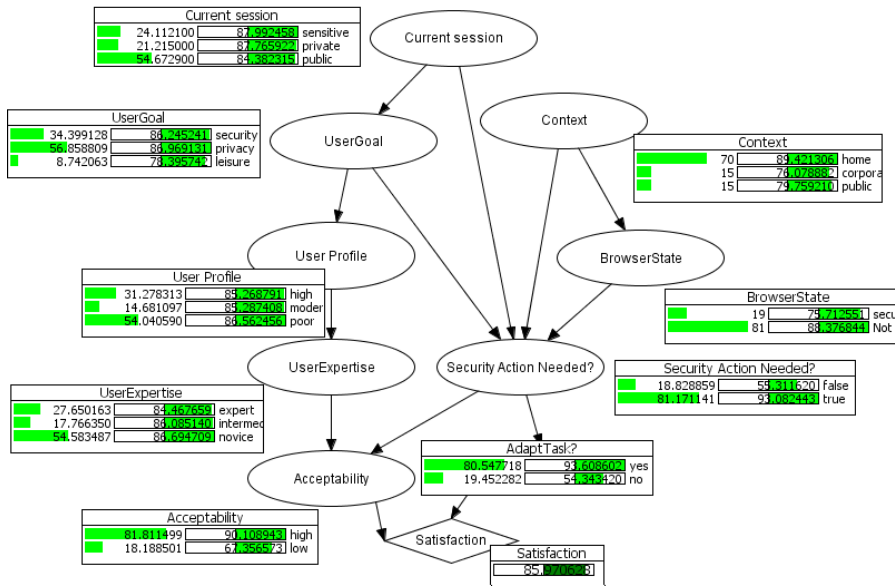 Current session
24.112100 87.992458 sensitive
21.215000 87.765922 private
54.672900 84.382315 public
Current session
UserGoal
34.399128 86.245241 security
56.858809 86.969131 privacy
8.742063 78.395742 leisure
UserGoal
Context
Context
70 89.421306 home
15 76.078882 corpora
15 79.759210 public
User Profile
BrowserState
User Profile
31.278313 85.268791 high
14.681097 85.287408 moder
54.040590 86.562456 poor
BrowserState
19 75.712551 secu
81 88.376844 Not
UserExpertise
Security Action Needed?
Security Action Needed?
18.828859 55.311620 false
81.171141 93.082443 true
UserExpertise
27.650163 84.467659 expert
17.766350 86.085140 intermed
54.583487 86.694709 novice
AdaptTask?
80.547718 93.608602 yes
19.452282 54.343420 no
Acceptability
Acceptability
81.811499 90.108943 high
18.188501 67.356573 low
Satisfaction
Satisfaction
85.970628